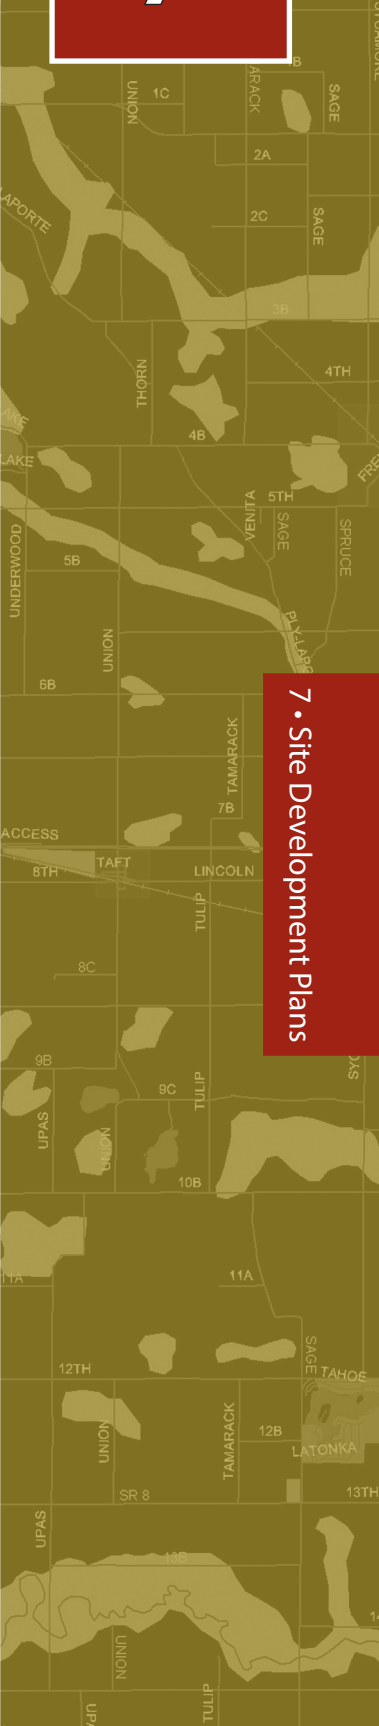 1C
UNION
SAGE
2A
2C
SAGE
LAPORTE
3B
THORN
4TH
4B
LAKE
5TH
VENITA
SAGE
SPRUCE
UNDERWOOD
5B
UNION
6B
TAMARACK
7B
7 • Site Development Plans
ACCESS
TAFT
8TH
LINCOLN
TULIP
8C
9B
9C
TULIP
UPAS
UNION
10B
11A
11A
SAGE
TAHOE
12TH
UNION
TAMARACK
12B
LATONKA
SR 8
13TH
UPAS
13B
UNION
TULIP